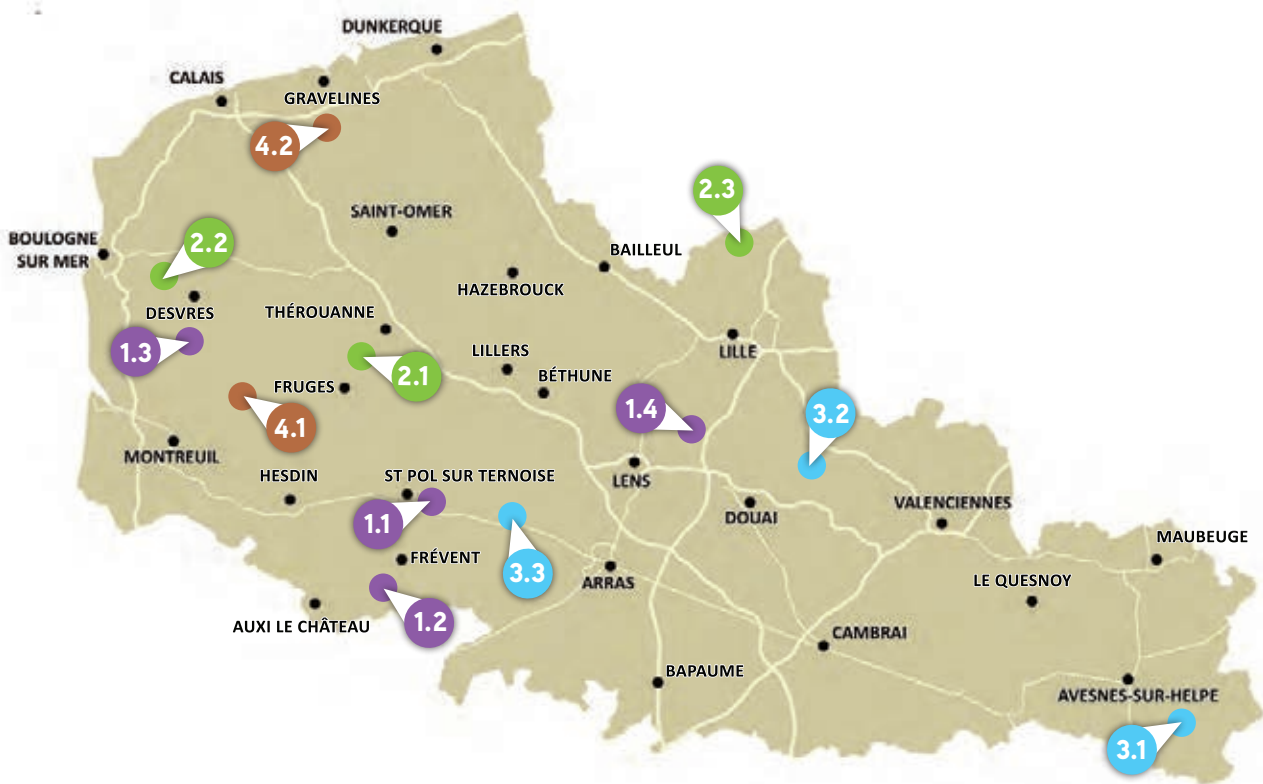 DUNKERQUE
CALAIS
GRAVELINES
4.2
2.3
SAINT-OMER
2.2
BOULOGNE
SUR MER
BAILLEUL
HAZEBROUCK
DESVRES
THÉROUANNE
1.3
LILLERS
LILLE
2.1
BÉTHUNE
FRUGES
1.4
3.2
4.1
MONTREUIL
HESDIN
ST POL SUR TERNOISE
LENS
VALENCIENNES
DOUAI
1.1
MAUBEUGE
FRÉVENT
3.3
ARRAS
LE QUESNOY
AUXI LE CHÂTEAU
1.2
CAMBRAI
BAPAUME
AVESNES-SUR-HELPE
3.1